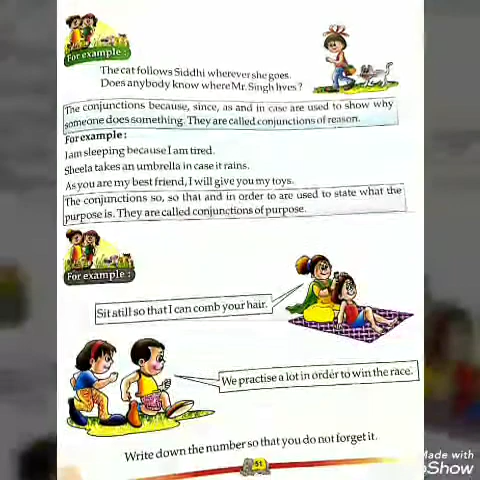 For example :
The cat follows Siddhi wherever she goes.
Does anybody know where Mr. Singh lives?
The conjunctions because, since, as and in case are used to show why
someone does something. They are called conjunctions of reason.
For example :
I am sleeping because I am tired.
Sheela takes an umbrella in case it rains.
As you are my best friend, I will give you my toys.
The conjunctions so, so that and in order to are used to state what the
purpose is. They are called conjunctions of purpose.
For example :
Sit still so that I can comb your hair.
We practise a lot in order to win the race.
Write down the number so that you do not forget it.
51
Made with
oShow